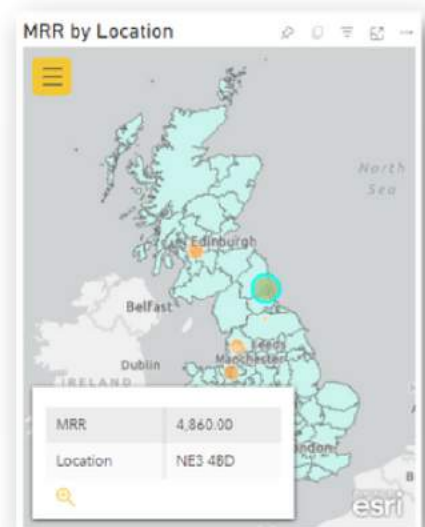 MRR by Location
North
Sea
Edinburgh
Belfast
Leeds
Manchester
Dublin
IRELAND
MRR 4,860.00
Location NE3 4BD
ondon
B
esri